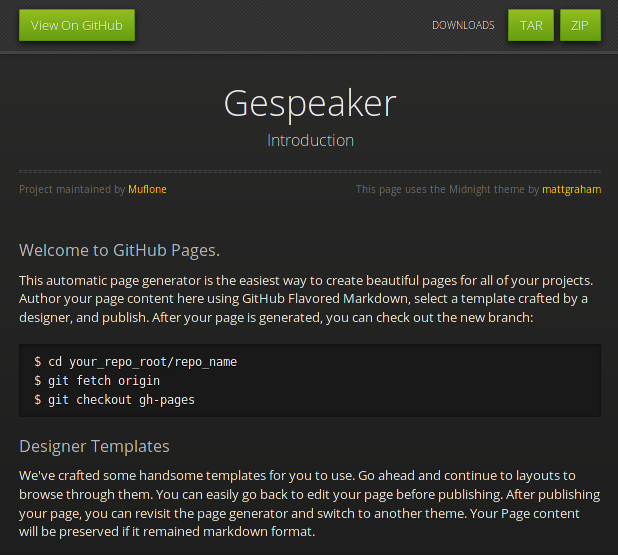 View On GitHub
DOWNLOADS TAR ZIP
Gespeaker
Introduction
Project maintained by Muflone
This page uses the Midnight theme by mattgraham
Welcome to GitHub Pages.
This automatic page generator is the easiest way to create beautiful pages for all of your projects.
Author your page content here using GitHub Flavored Markdown, select a template crafted by a
designer, and publish. After your page is generated, you can check out the new branch:
$ cd your_repo_root/repo_name
$ git fetch origin
$ git checkout gh-pages
Designer Templates
We've crafted some handsome templates for you to use. Go ahead and continue to layouts to
browse through them. You can easily go back to edit your page before publishing. After publishing
your page, you can revisit the page generator and switch to another theme. Your Page content
will be preserved if it remained markdown format.